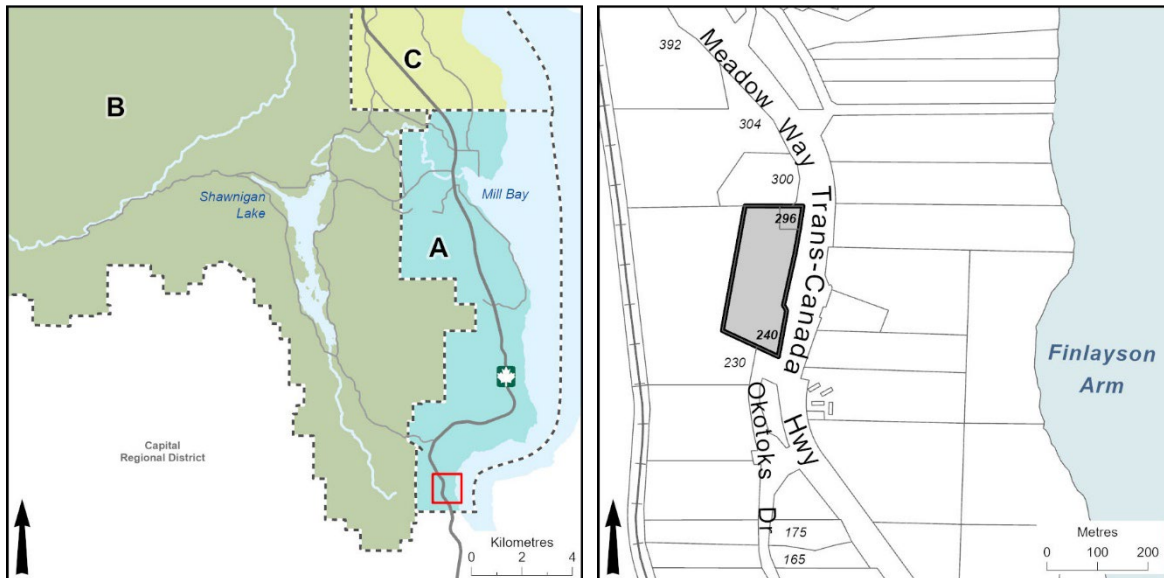 C
B
Shawnigan
Lake
Mill Bay
A
Capital
Regional District
Kilometres
0 2 4
392
Meadow Way
304
300
Trans-Canada
Hwy
296
240
230
Okotoks
Dr
Finlayson
Arm
175
165
Metres
0 100 200